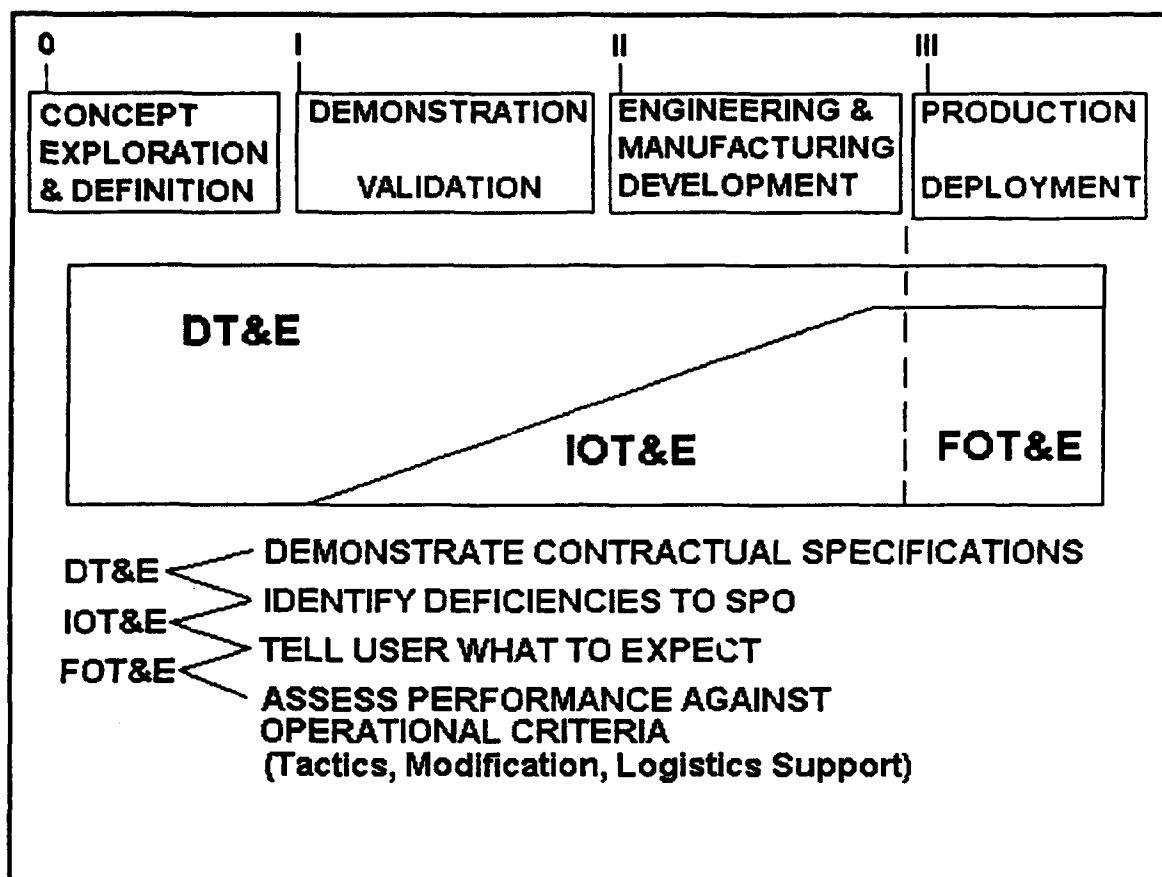 0 I II III
CONCEPT
EXPLORATION
& DEFINITION
DEMONSTRATION
VALIDATION
ENGINEERING &
MANUFACTURING
DEVELOPMENT
PRODUCTION
DEPLOYMENT
DT&E
IOT&E
FOT&E
DT&E
IOT&E
FOT&E
DEMONSTRATE CONTRACTUAL SPECIFICATIONS
IDENTIFY DEFICIENCIES TO SPO
TELL USER WHAT TO EXPECT
ASSESS PERFORMANCE AGAINST
OPERATIONAL CRITERIA
(Tactics, Modification, Logistics Support)